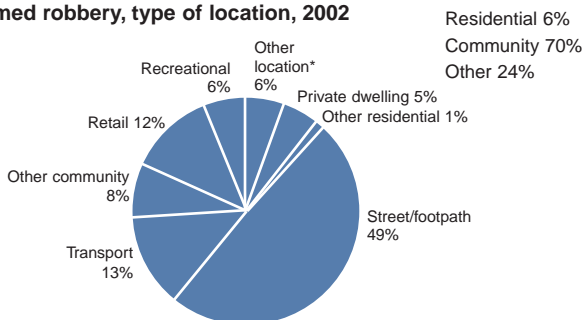 med robbery, type of location, 2002
Residential 6%
Community 70%
Other 24%
Other
location*
6%
Private dwelling 5%
Other residential 1%
Street/footpath
49%
Transport
13%
Other community
8%
Retail 12%
Recreational
6%